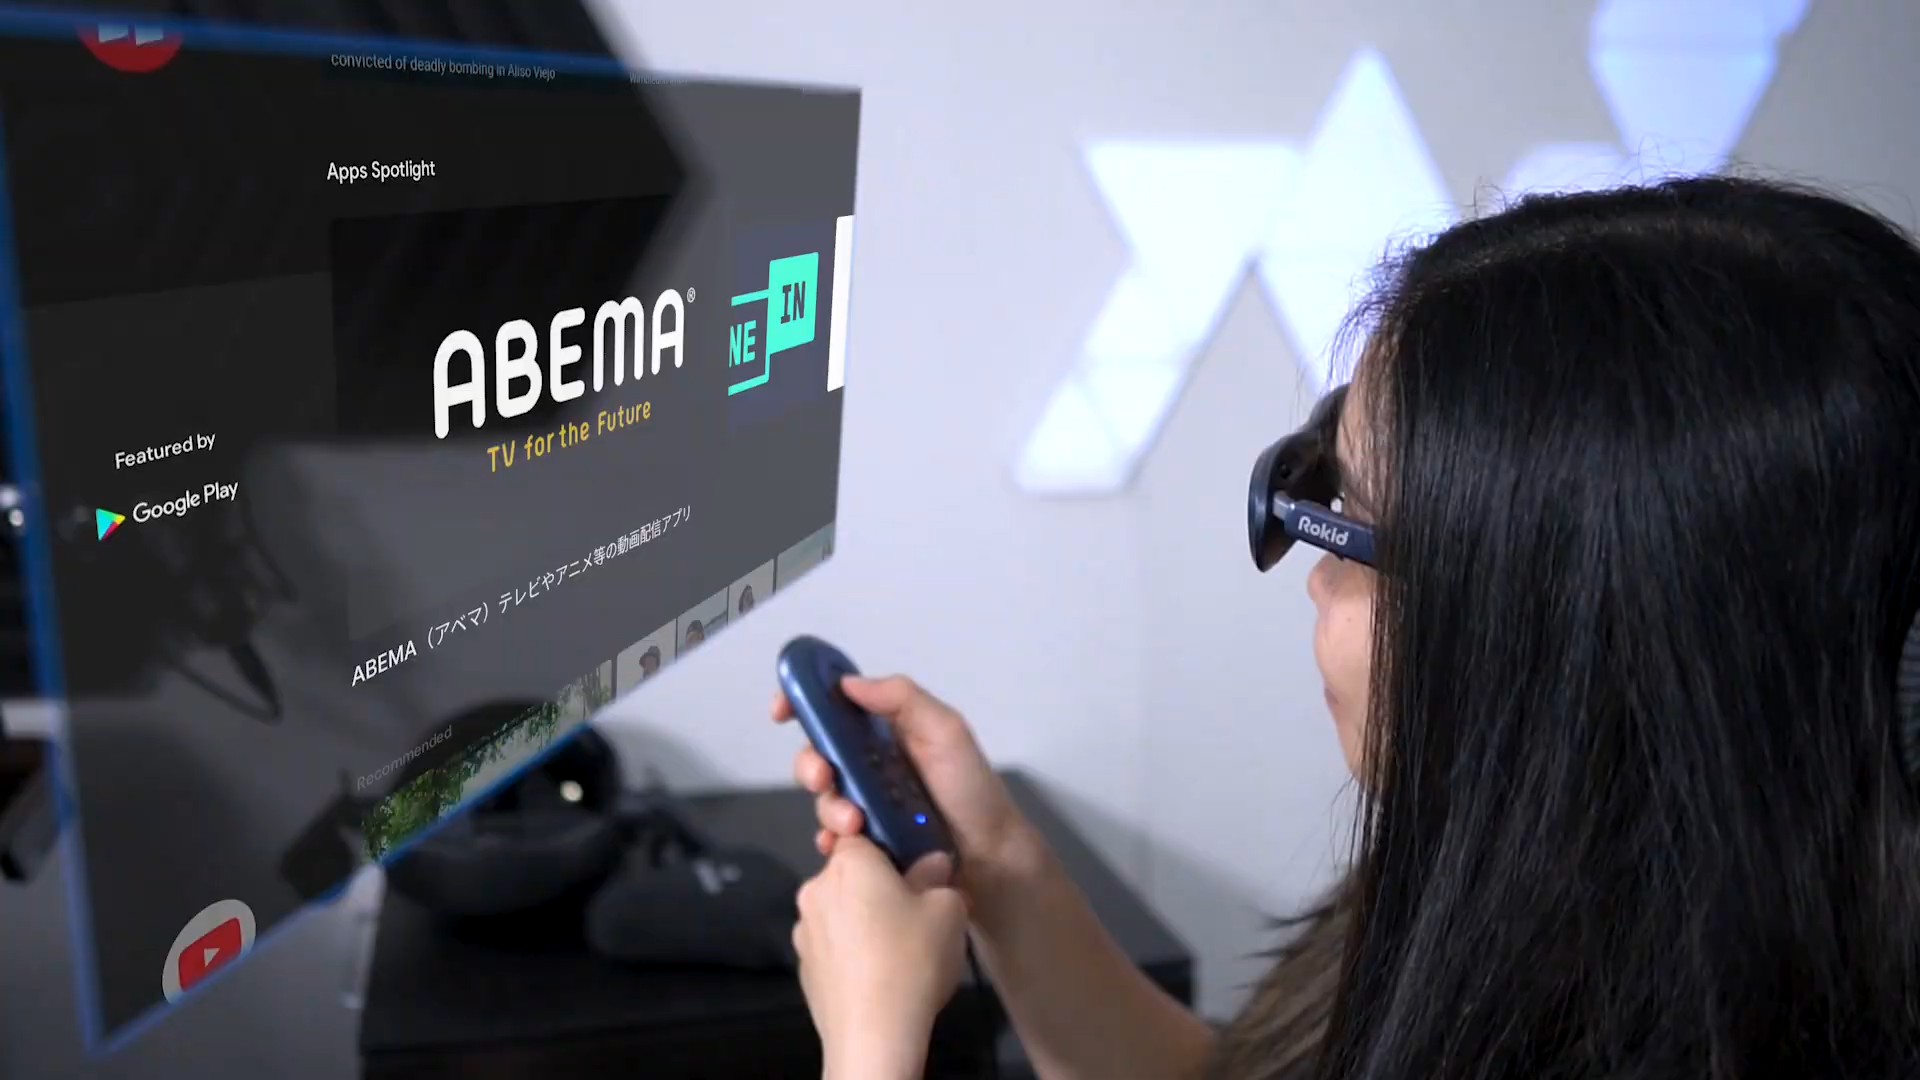 convicted of deadly bombing in Aliso Viejo
Apps Spotlight
ABEMA®
TV for the Future
NE
IN
Featured by
Google Play
ABEMA（アベマ）テレビやアニメ等の動画配信アプリ
Recommended
Rokid